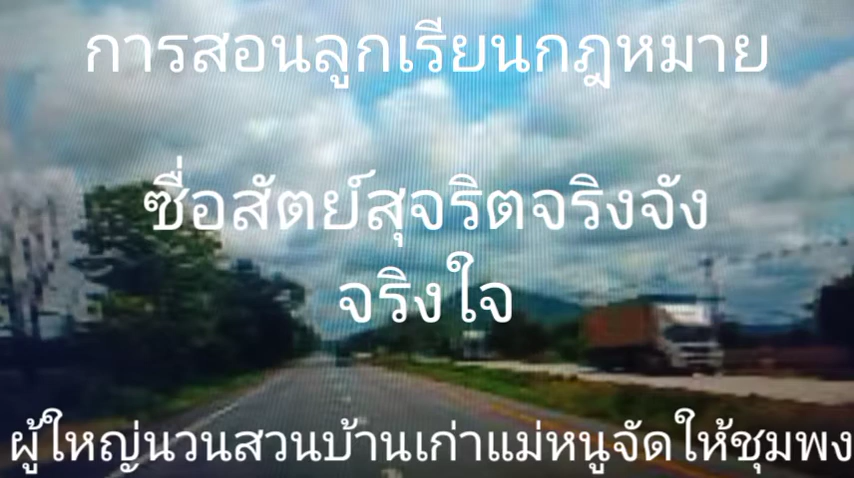 การสอนลูกเรียนกฎหมาย
ซื่อสัตย์สุจริตจริงจัง
จริงใจ
ผู้ใหญ่นวนสวนบ้านเก่าแม่หนูจัดให้ชุมพง